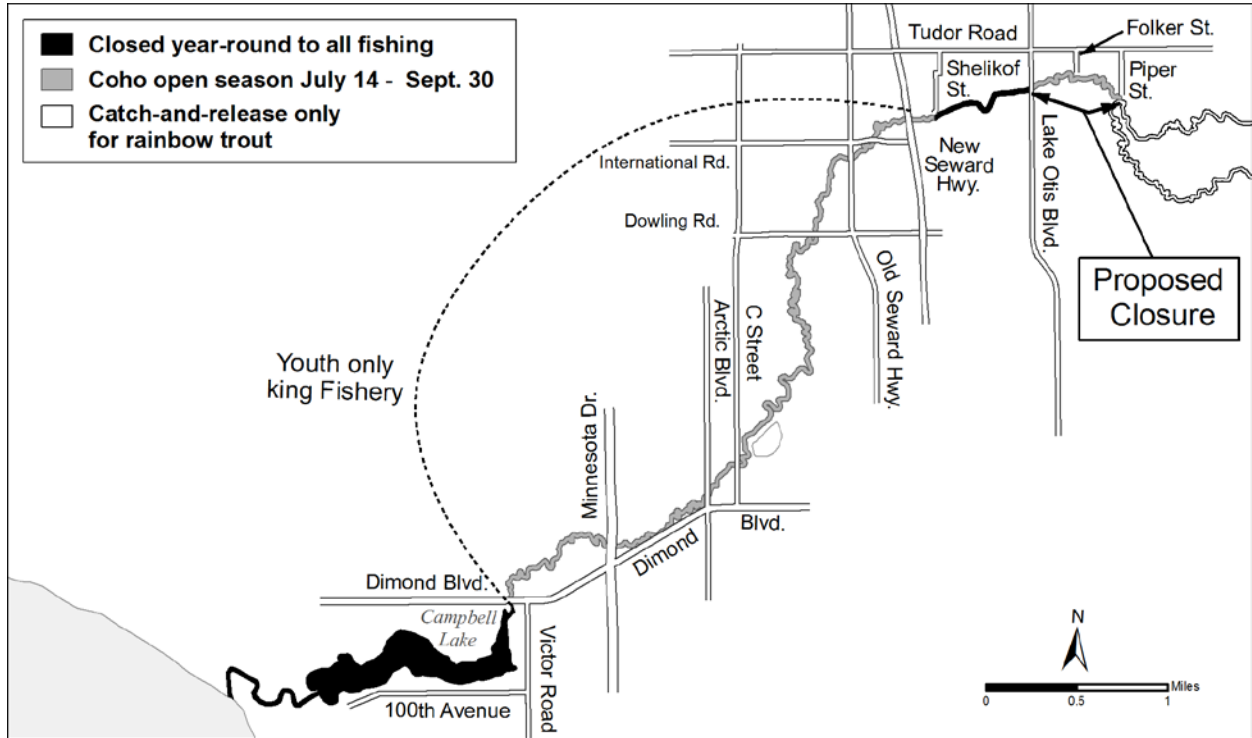 Closed year-round to all fishing
Coho open season July 14 - Sept. 30
Catch-and-release only
for rainbow trout
Tudor Road
Folker St.
Shelikof
St.
Piper
St.
International Rd.
New
Seward
Hwy.
Lake Otis Blvd.
Dowling Rd.
Old Seward Hwy.
Proposed
Closure
Arctic Blvd.
C Street
Youth only
king Fishery
Minnesota Dr.
Blvd.
Dimond
Dimond Blvd.
Campbell
Lake
Victor Road
100th Avenue
N
Miles
0 0.5 1